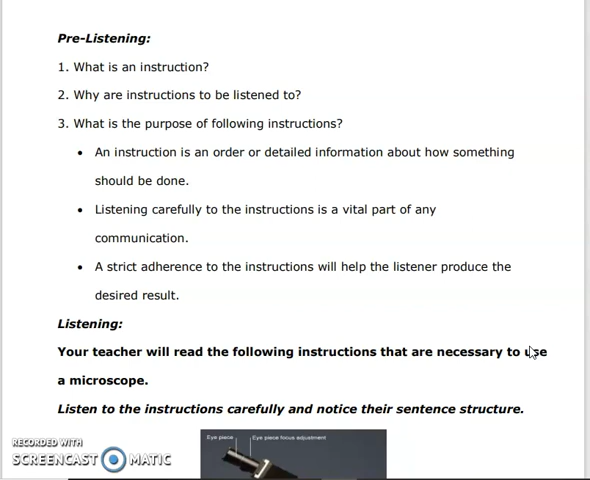 Pre-Listening:
1. What is an instruction?
2. Why are instructions to be listened to?
3. What is the purpose of following instructions?
• An instruction is an order or detailed information about how something
should be done.
• Listening carefully to the instructions is a vital part of any
communication.
• A strict adherence to the instructions will help the listener produce the
desired result.
Listening:
Your teacher will read the following instructions that are necessary to use
a microscope.
Listen to the instructions carefully and notice their sentence structure.
Eye piece
Eye piece focus adjustment
RECORDED WITH
SCREENCAST MATIC